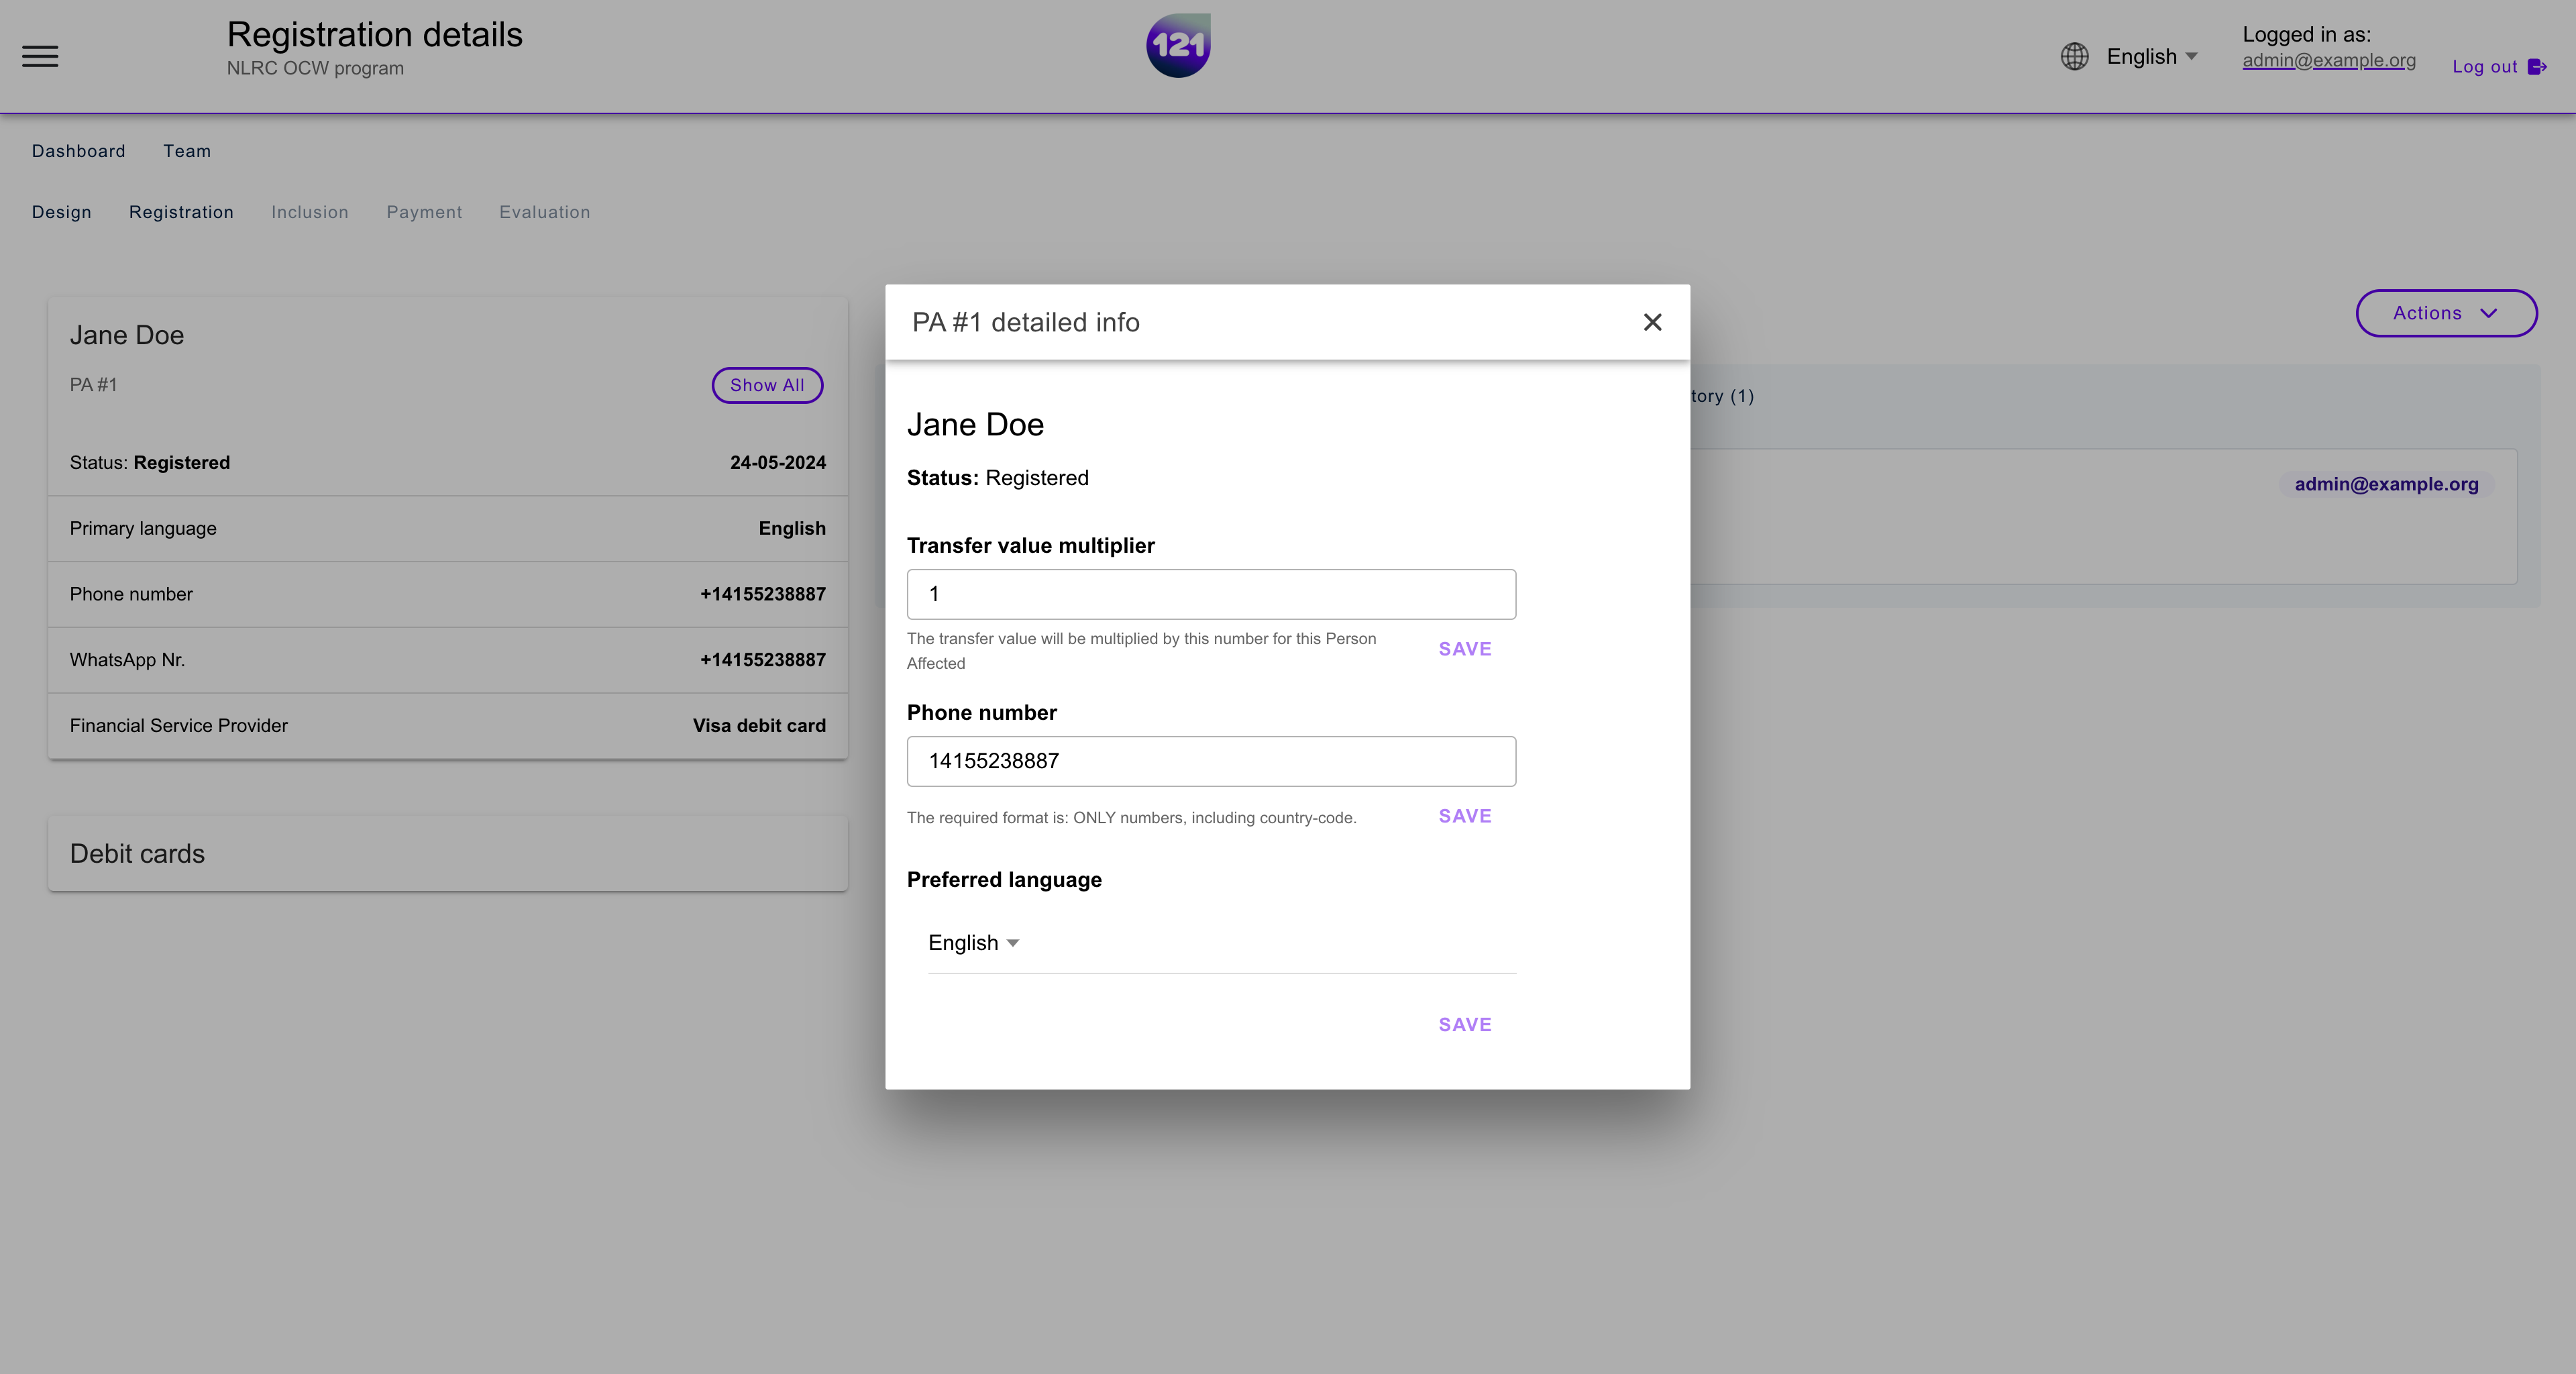 Registration details
NLRC OCW program
121
English
Logged in as:
admin@example.org
Log out
Dashboard Team
Design Registration Inclusion Payment Evaluation
Jane Doe
PA #1
Show All
Status: Registered 24-05-2024
Primary language English
Phone number +14155238887
WhatsApp Nr. +14155238887
Financial Service Provider Visa debit card
Debit cards
PA #1 detailed info
Jane Doe
Status: Registered
Transfer value multiplier
1
The transfer value will be multiplied by this number for this Person
Affected
SAVE
Phone number
14155238887
The required format is: ONLY numbers, including country-code.
SAVE
Preferred language
English
SAVE
Actions
tory (1)
admin@example.org